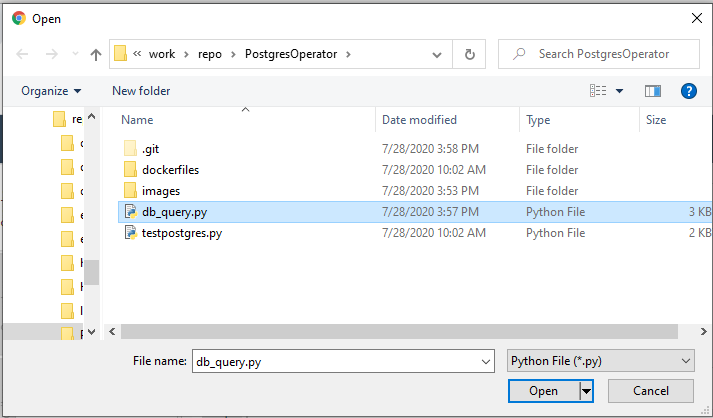 Open
« work › repo › PostgresOperator ›
Search PostgresOperator
Organize New folder
Name Date modified Type Size
re
.git 7/28/2020 3:58 PM File folder
dockerfiles 7/28/2020 10:02 AM File folder
images 7/28/2020 3:53 PM File folder
db_query.py 7/28/2020 3:57 PM Python File 3 KB
testpostgres.py 7/28/2020 10:02 AM Python File 2 KB
File name: db_query.py Python File (*.py)
Open Cancel